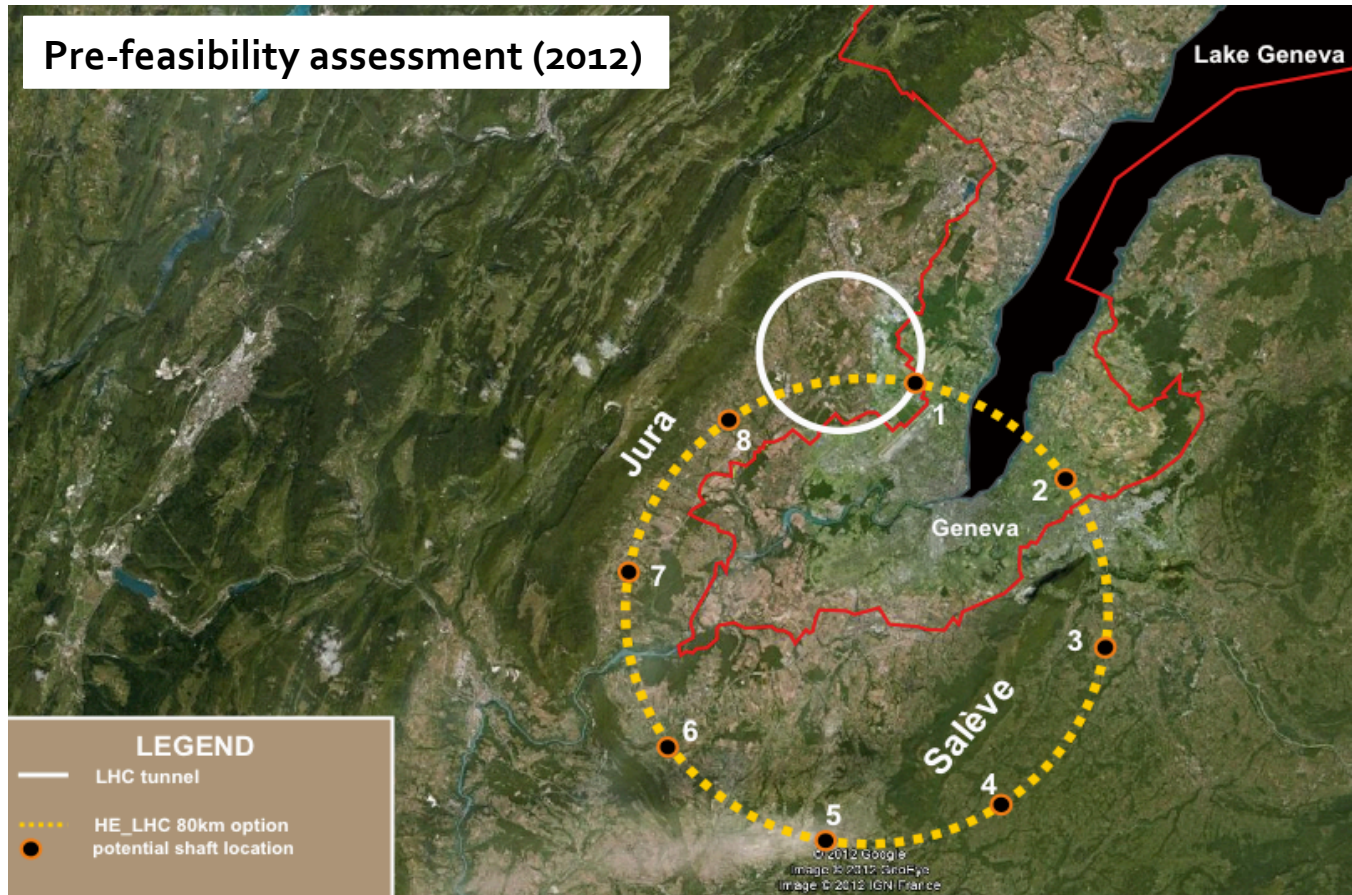 Pre-feasibility assessment (2012)
Lake Geneva
1
8
Jura
2
Geneva
7
3
Salève
6
4
5
LEGEND
LHC tunnel
HE_LHC 80km option
potential shaft location
© 2012 Google
Image © 2012 GeoEye
Image © 2012 IGN France